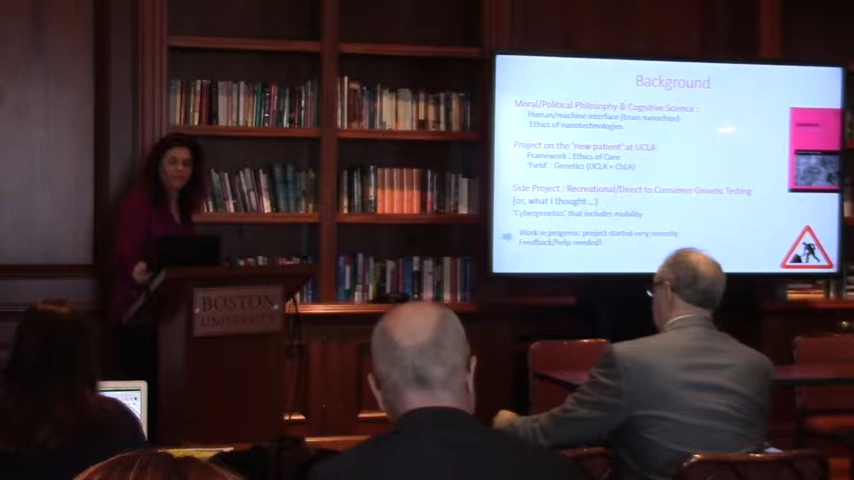 Background
Moral/Political Philosophy & Cognitive Science :
Human/machine interface (brain nanochips)
Ethics of nanotechnologies.
Project on the "new patient" at UCLA:
Framework : Ethics of Care
"Field" : Genetics (UCLA + CHLA)
Side Project : Recreational/Direct to Consumer Genetic Testing
(or, what I thought ...)
"Cybergenetics" that includes mobility
Work in progress: project started very recently
Feedback/help needed!
BOSTON
UNIVERSITY